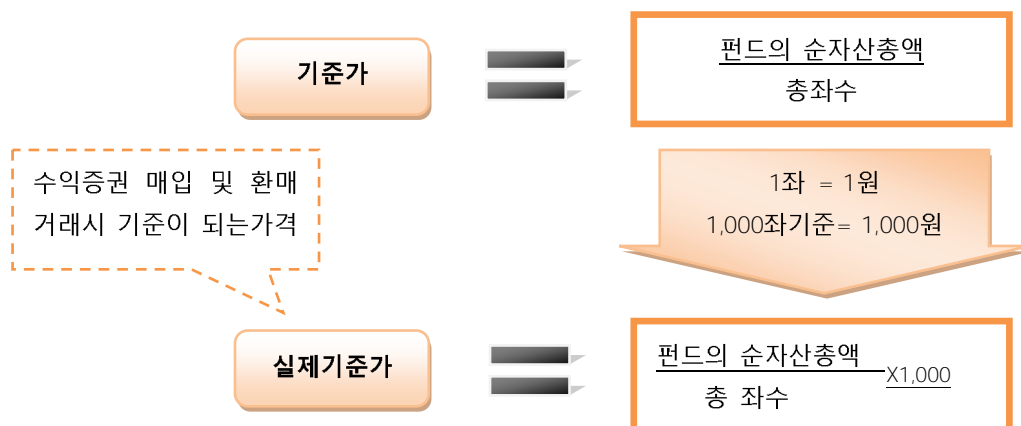 기준가
펀드의 순자산총액
총좌수
수익증권 매입 및 환매
거래시 기준이 되는가격
1좌 = 1원
1,000좌기준= 1,000원
실제기준가
펀드의 순자산총액
X1,000
총 좌수